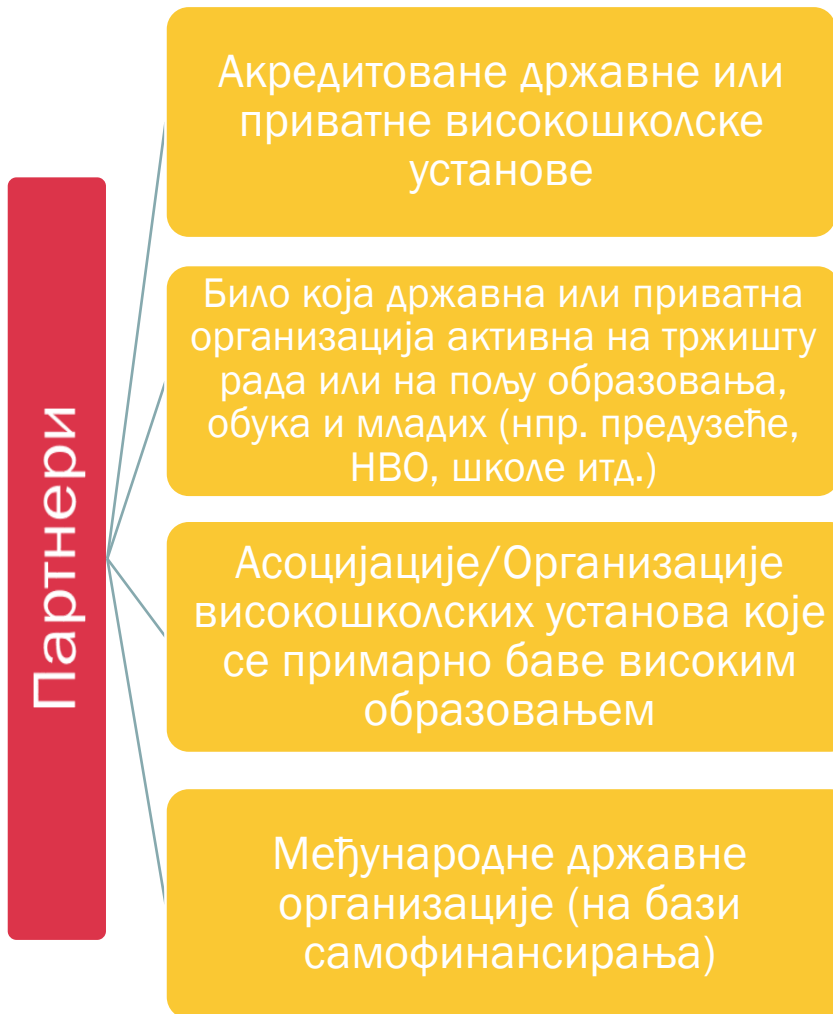 Партнери
Акредитоване државне или
приватне високошколске
установе
Било која државна или приватна
организација активна на тржишту
рада или на пољу образовања,
обука и младих (нпр. предузеће,
НВО, школе итд.)
Асоцијације/Организације
високошколских установа које
се примарно баве високим
образовањем
Међународне државне
организације (на бази
самофинансирања)